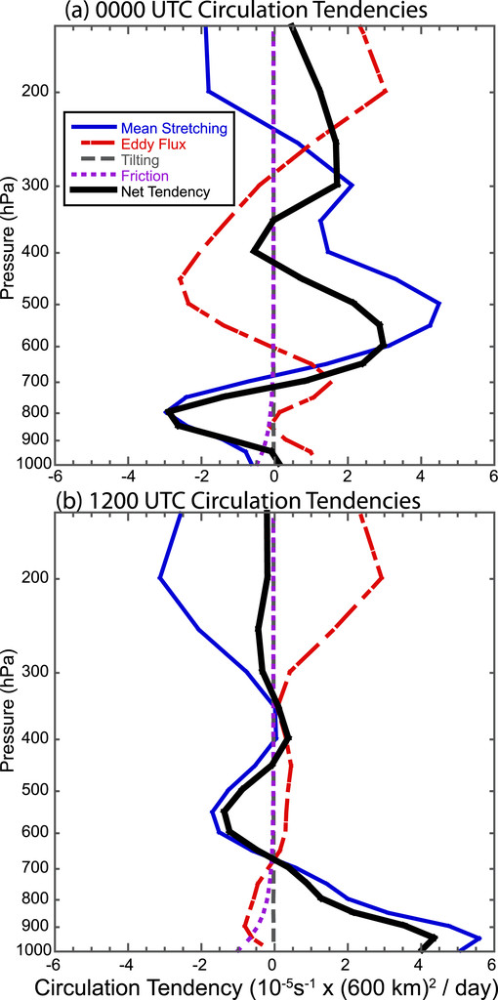 (a) 0000 UTC Circulation Tendencies
Mean Stretching
Eddy Flux
Tilting
Friction
Net Tendency
Pressure (hPa)
200
300
400
500
600
700
800
900
1000
-6 -4 -2 0 2 4 6
(b) 1200 UTC Circulation Tendencies
Pressure (hPa)
200
300
400
500
600
700
800
900
1000
-6 -4 -2 0 2 4 6
Circulation Tendency (10⁻⁵s⁻¹ x (600 km)² / day)